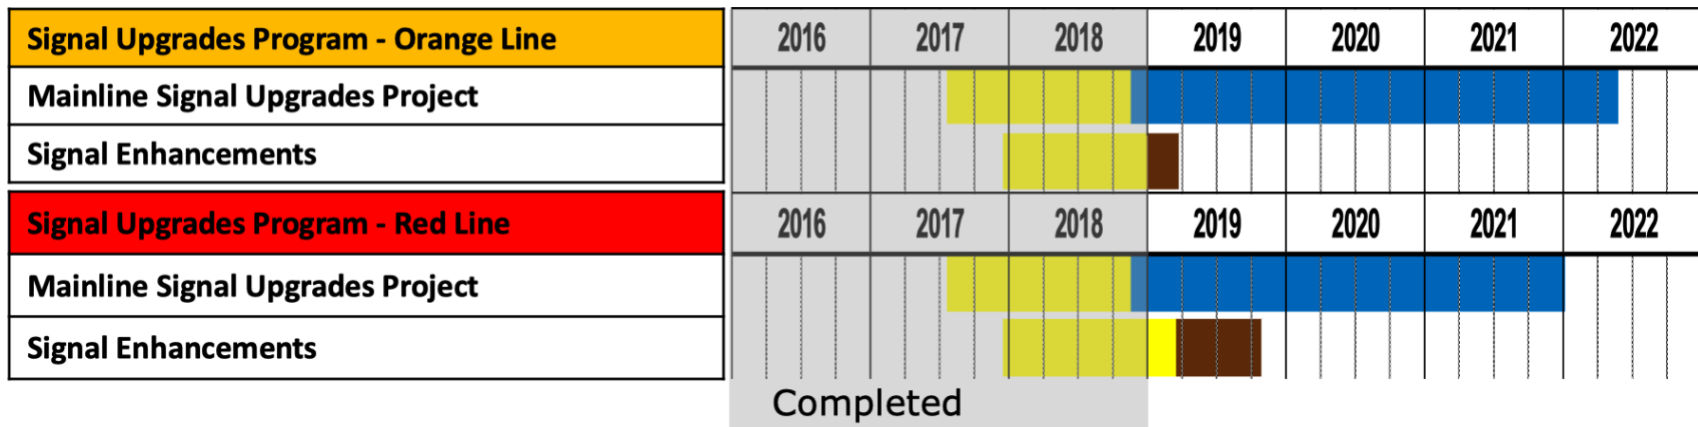 Signal Upgrades Program - Orange Line
2016 2017 2018 2019 2020 2021 2022
Mainline Signal Upgrades Project
Signal Enhancements
Signal Upgrades Program - Red Line
2016 2017 2018 2019 2020 2021 2022
Mainline Signal Upgrades Project
Signal Enhancements
Completed